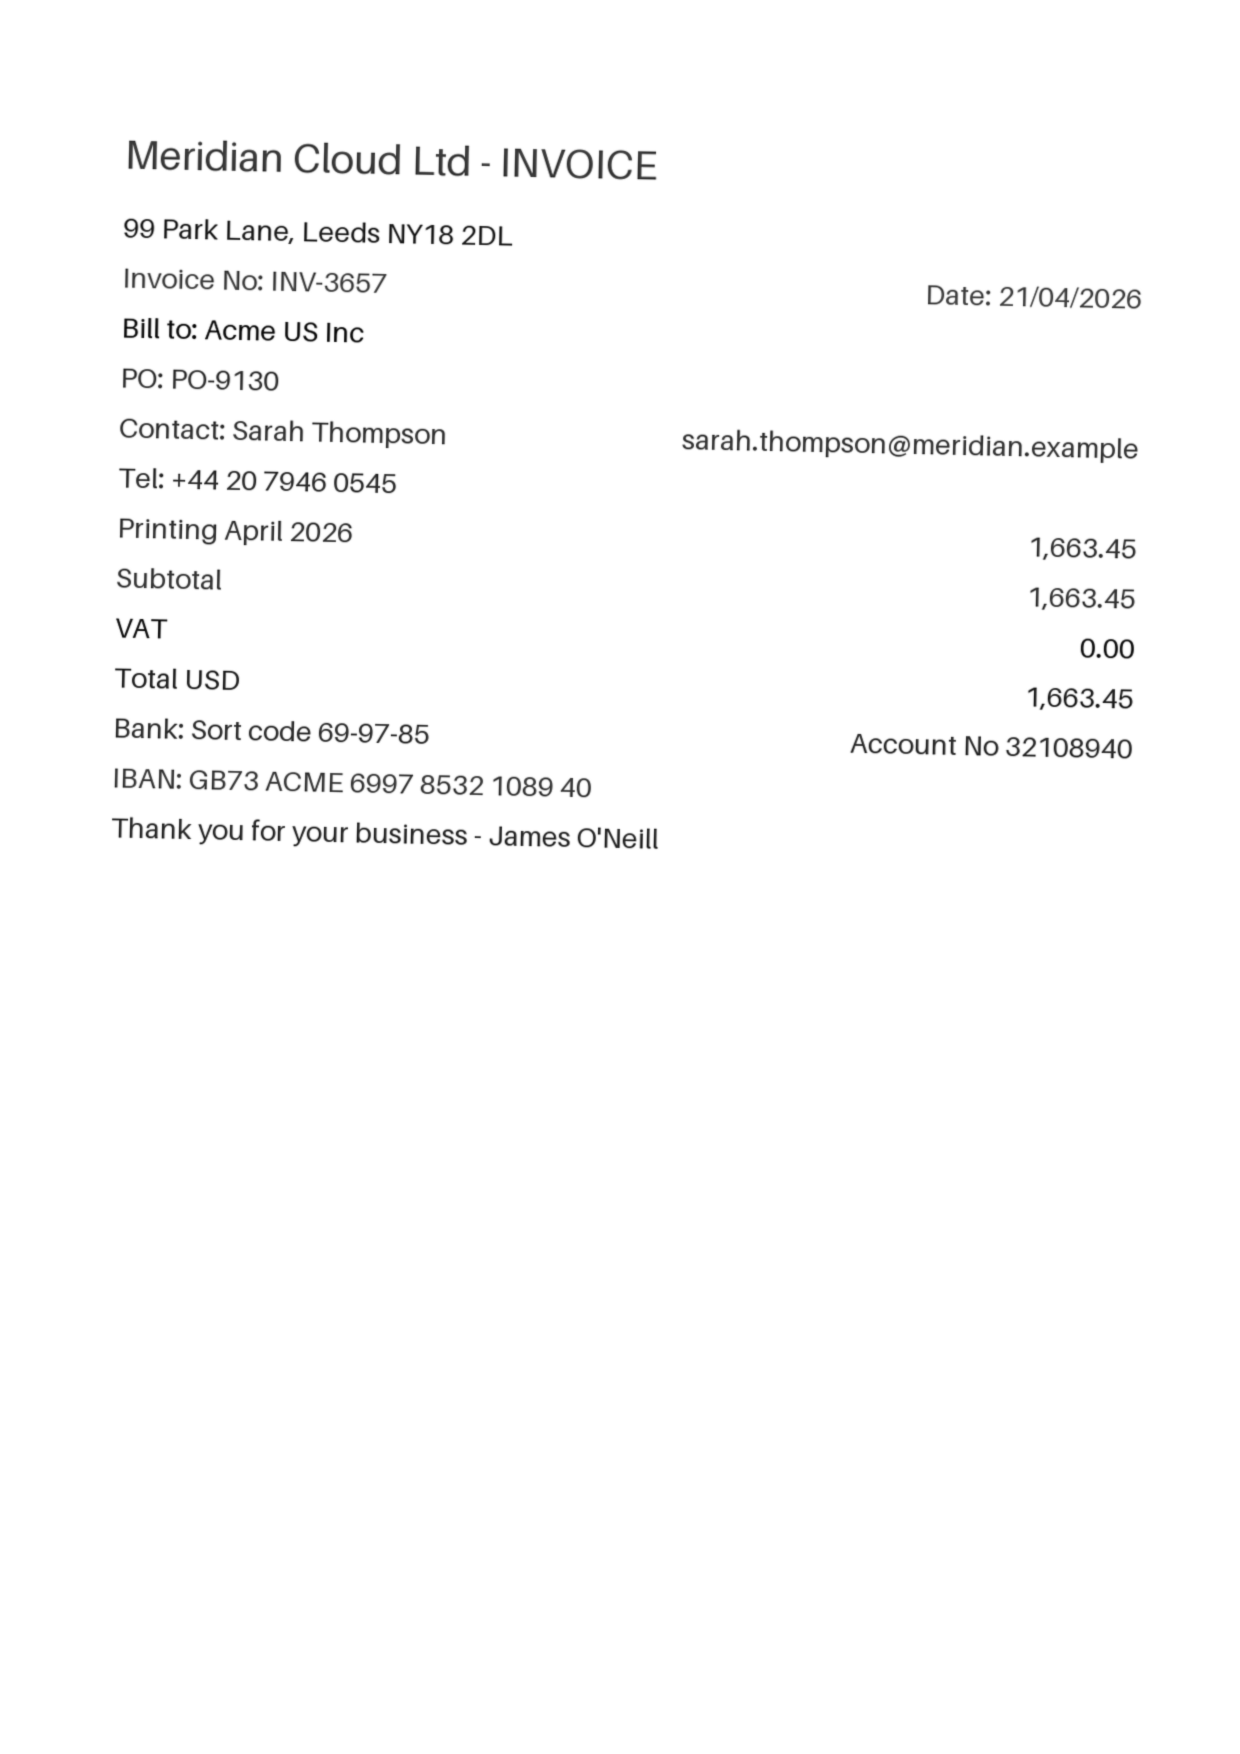 Meridian Cloud Ltd - INVOICE
99 Park Lane, Leeds NY18 2DL
Invoice No: INV-3657 Date: 21/04/2026
Bill to: Acme US Inc
PO: PO-9130
Contact: Sarah Thompson sarah.thompson@meridian.example
Tel: +44 20 7946 0545
Printing April 2026 1,663.45
Subtotal 1,663.45
VAT 0.00
Total USD 1,663.45
Bank: Sort code 69-97-85 Account No 32108940
IBAN: GB73 ACME 6997 8532 1089 40
Thank you for your business - James O'Neill